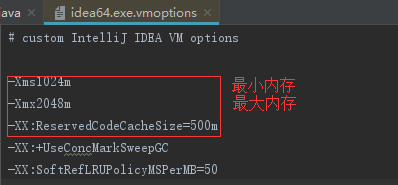 ava × idea64.exe.vmoptions ×
# custom IntelliJ IDEA VM options
-Xms1024m 最小内存
-Xmx2048m 最大内存
-XX:ReservedCodeCacheSize=500m
-XX:+UseConcMarkSweepGC
-XX:SoftRefLRUPolicyMSPerMB=50